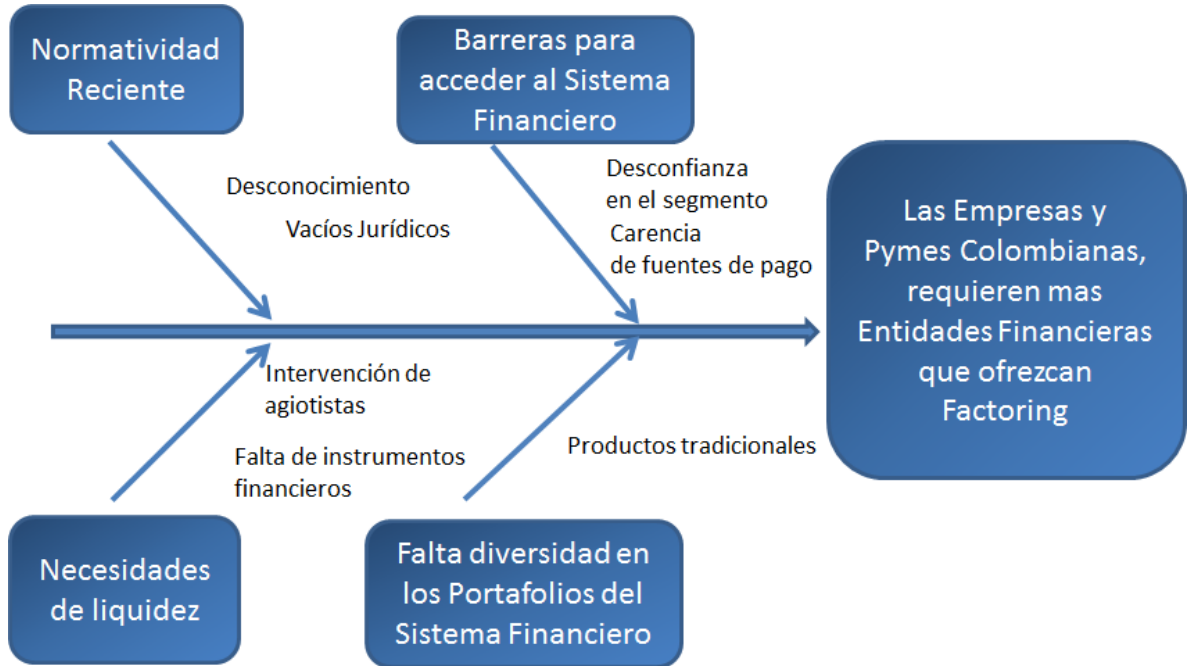 Normatividad
Reciente
Barreras para
acceder al Sistema
Financiero
Desconocimiento
Vacíos Jurídicos
Desconfianza
en el segmento
Carencia
de fuentes de pago
Las Empresas y
Pymes Colombianas,
requieren mas
Entidades Financieras
que ofrezcan
Factoring
Intervención de
agiotistas
Falta de instrumentos
financieros
Productos tradicionales
Necesidades
de liquidez
Falta diversidad en
los Portafolios del
Sistema Financiero